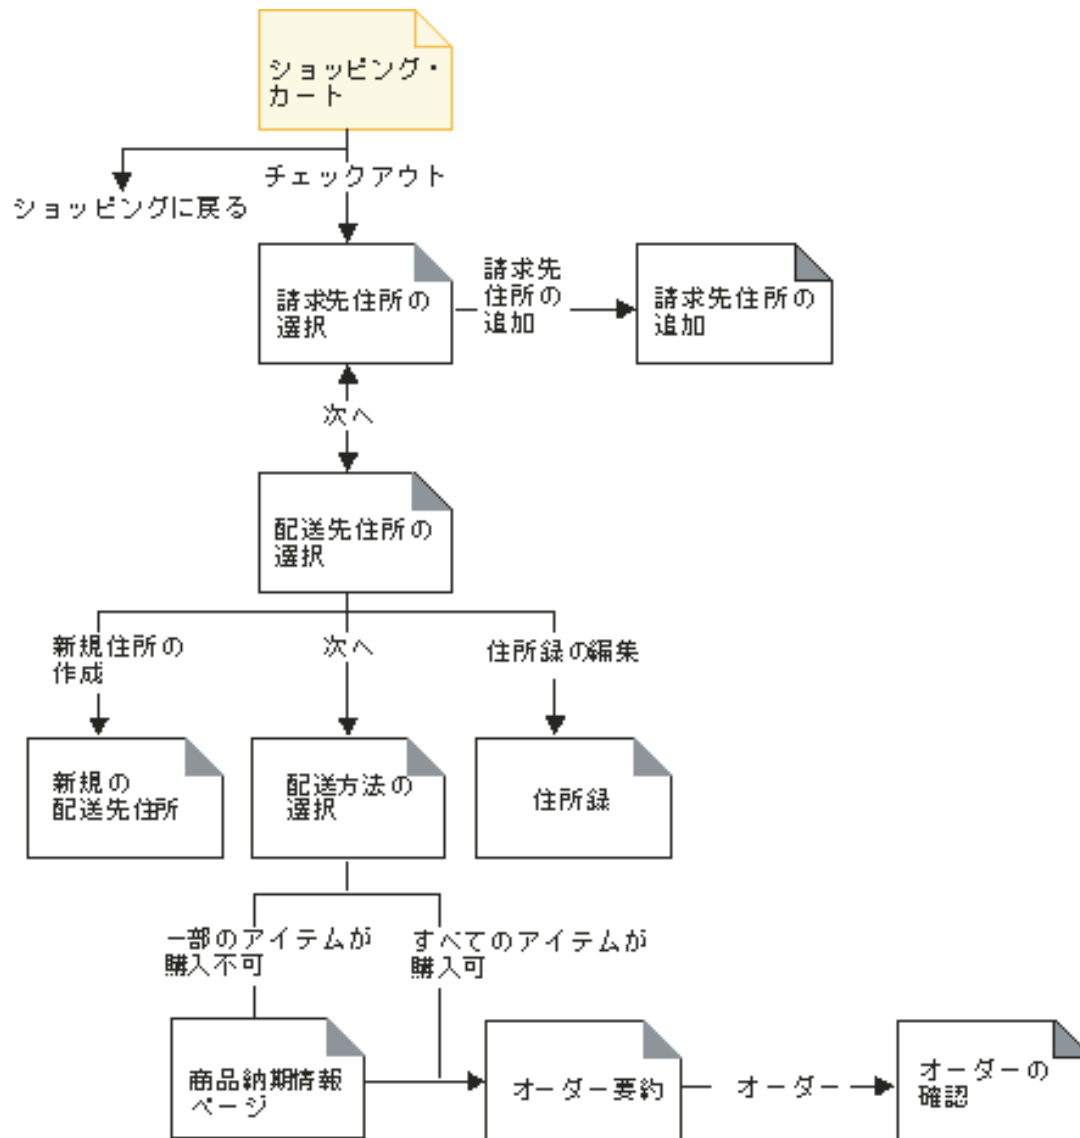 ショッピング・
カート
チェックアウト
ショッピングに戻る
請求先住所の
選択
請求先
住所の
追加
請求先住所の
追加
次へ
配送先住所の
選択
新規住所の
作成
次へ
住所録の編集
新規の
配送先住所
配送方法の
選択
住所録
一部のアイテムが
購入不可
すべてのアイテムが
購入可
商品納期情報
ページ
オーダー要約
オーダー
オーダーの
確認